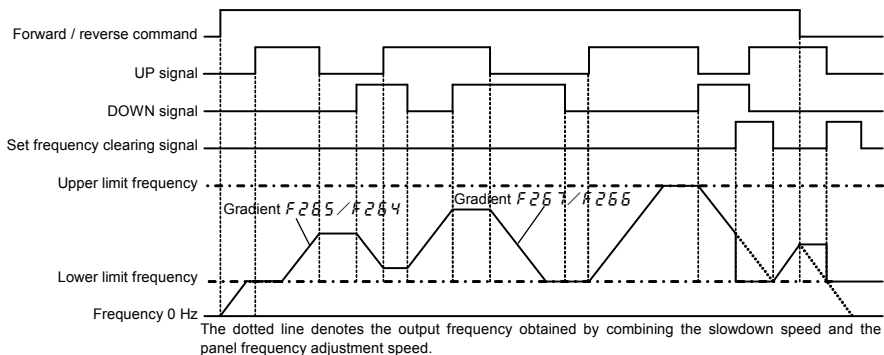 Forward / reverse command
UP signal
DOWN signal
Set frequency clearing signal
Upper limit frequency
Gradient F265/F264
Gradient F267/F266
Lower limit frequency
Frequency 0 Hz
The dotted line denotes the output frequency obtained by combining the slowdown speed and the
panel frequency adjustment speed.